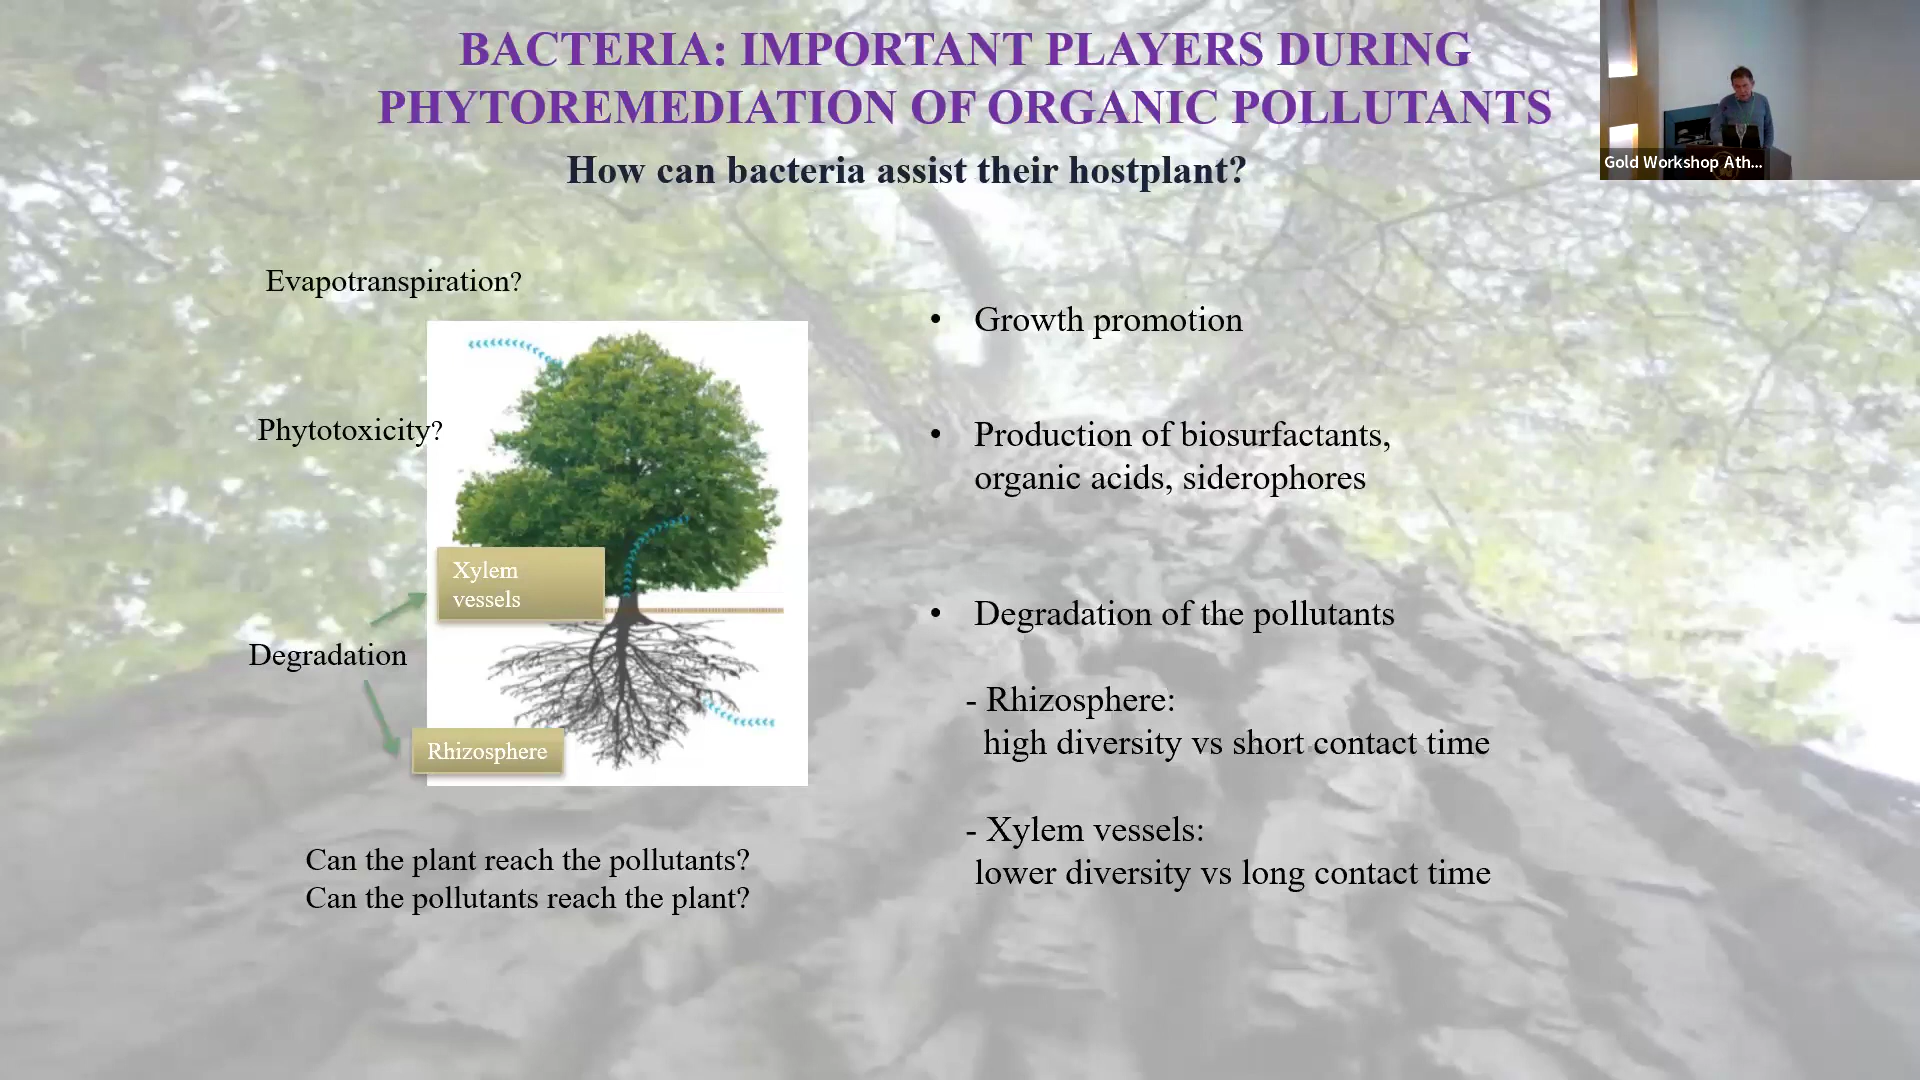 BACTERIA: IMPORTANT PLAYERS DURING
PHYTOREMEDIATION OF ORGANIC POLLUTANTS
How can bacteria assist their hostplant?
Gold Workshop Ath...
Evapotranspiration?
Phytotoxicity?
Xylem
vessels
Degradation
Rhizosphere
Can the plant reach the pollutants?
Can the pollutants reach the plant?
• Growth promotion
• Production of biosurfactants,
organic acids, siderophores
• Degradation of the pollutants
- Rhizosphere:
high diversity vs short contact time
- Xylem vessels:
lower diversity vs long contact time